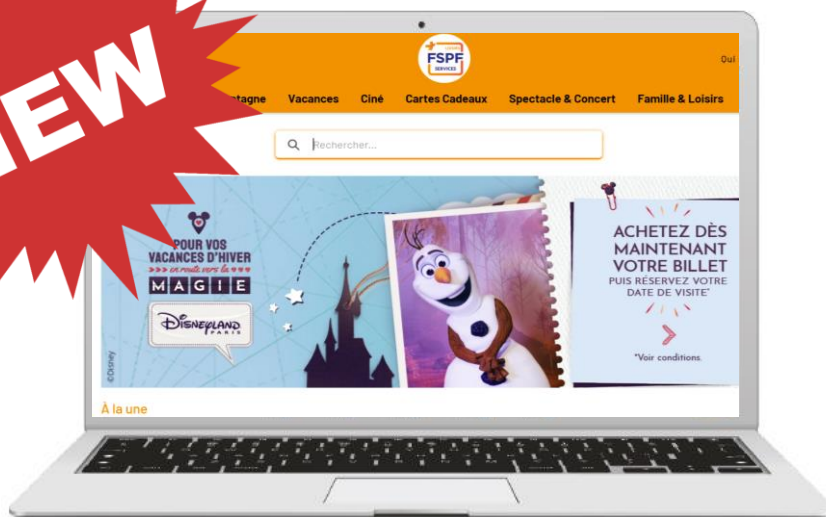 NEW
FSPF
SERVICES
Qui
Vacances
Ciné
Cartes Cadeaux
Spectacle & Concert
Famille & Loisirs
Rechercher...
POUR VOS
VACANCES D'HIVER
>>> en route vers la ♥♥♥
MAGIE
Disneyland
PARIS
©Disney
ACHETEZ DÈS
MAINTENANT
VOTRE BILLET
PUIS RÉSERVEZ VOTRE
DATE DE VISITE*
*Voir conditions.
À la une